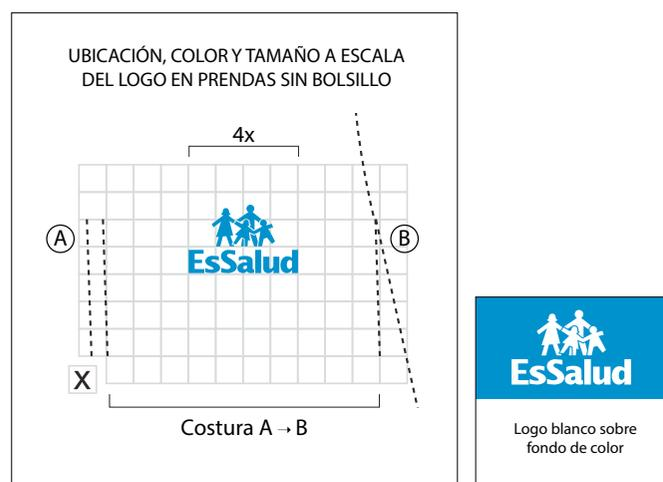 UBICACIÓN, COLOR Y TAMAÑO A ESCALA
DEL LOGO EN PRENDAS SIN BOLSILLO
4x
A
B
EsSalud
X
Costura A → B
EsSalud
Logo blanco sobre
fondo de color